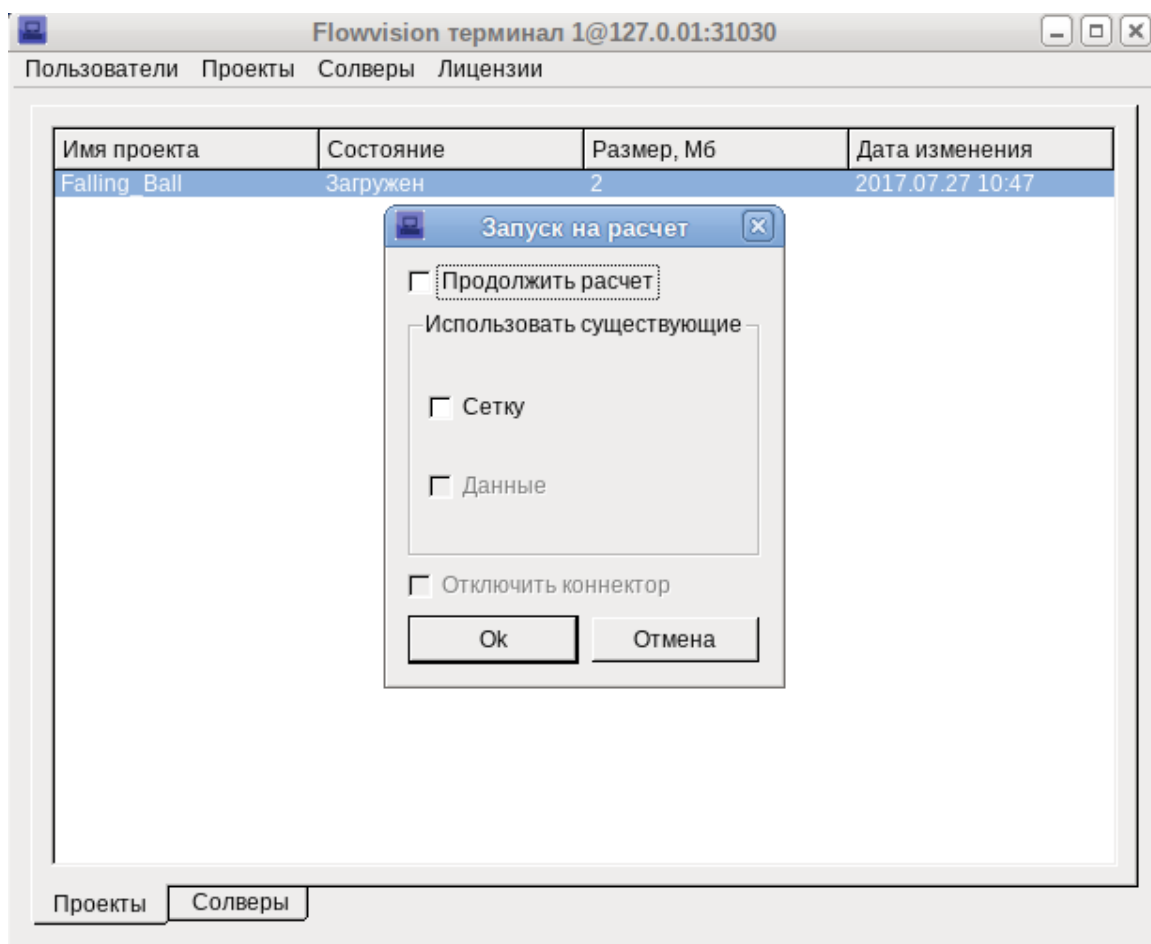 Flowvision терминал 1@127.0.01:31030
Пользователи Проекты Солверы Лицензии
Имя проекта Состояние Размер, Мб Дата изменения
Falling_Ball Загружен 2 2017.07.27 10:47
Запуск на расчет
Продолжить расчет
Использовать существующие
Сетку
Данные
Отключить коннектор
Ok Отмена
Проекты Солверы